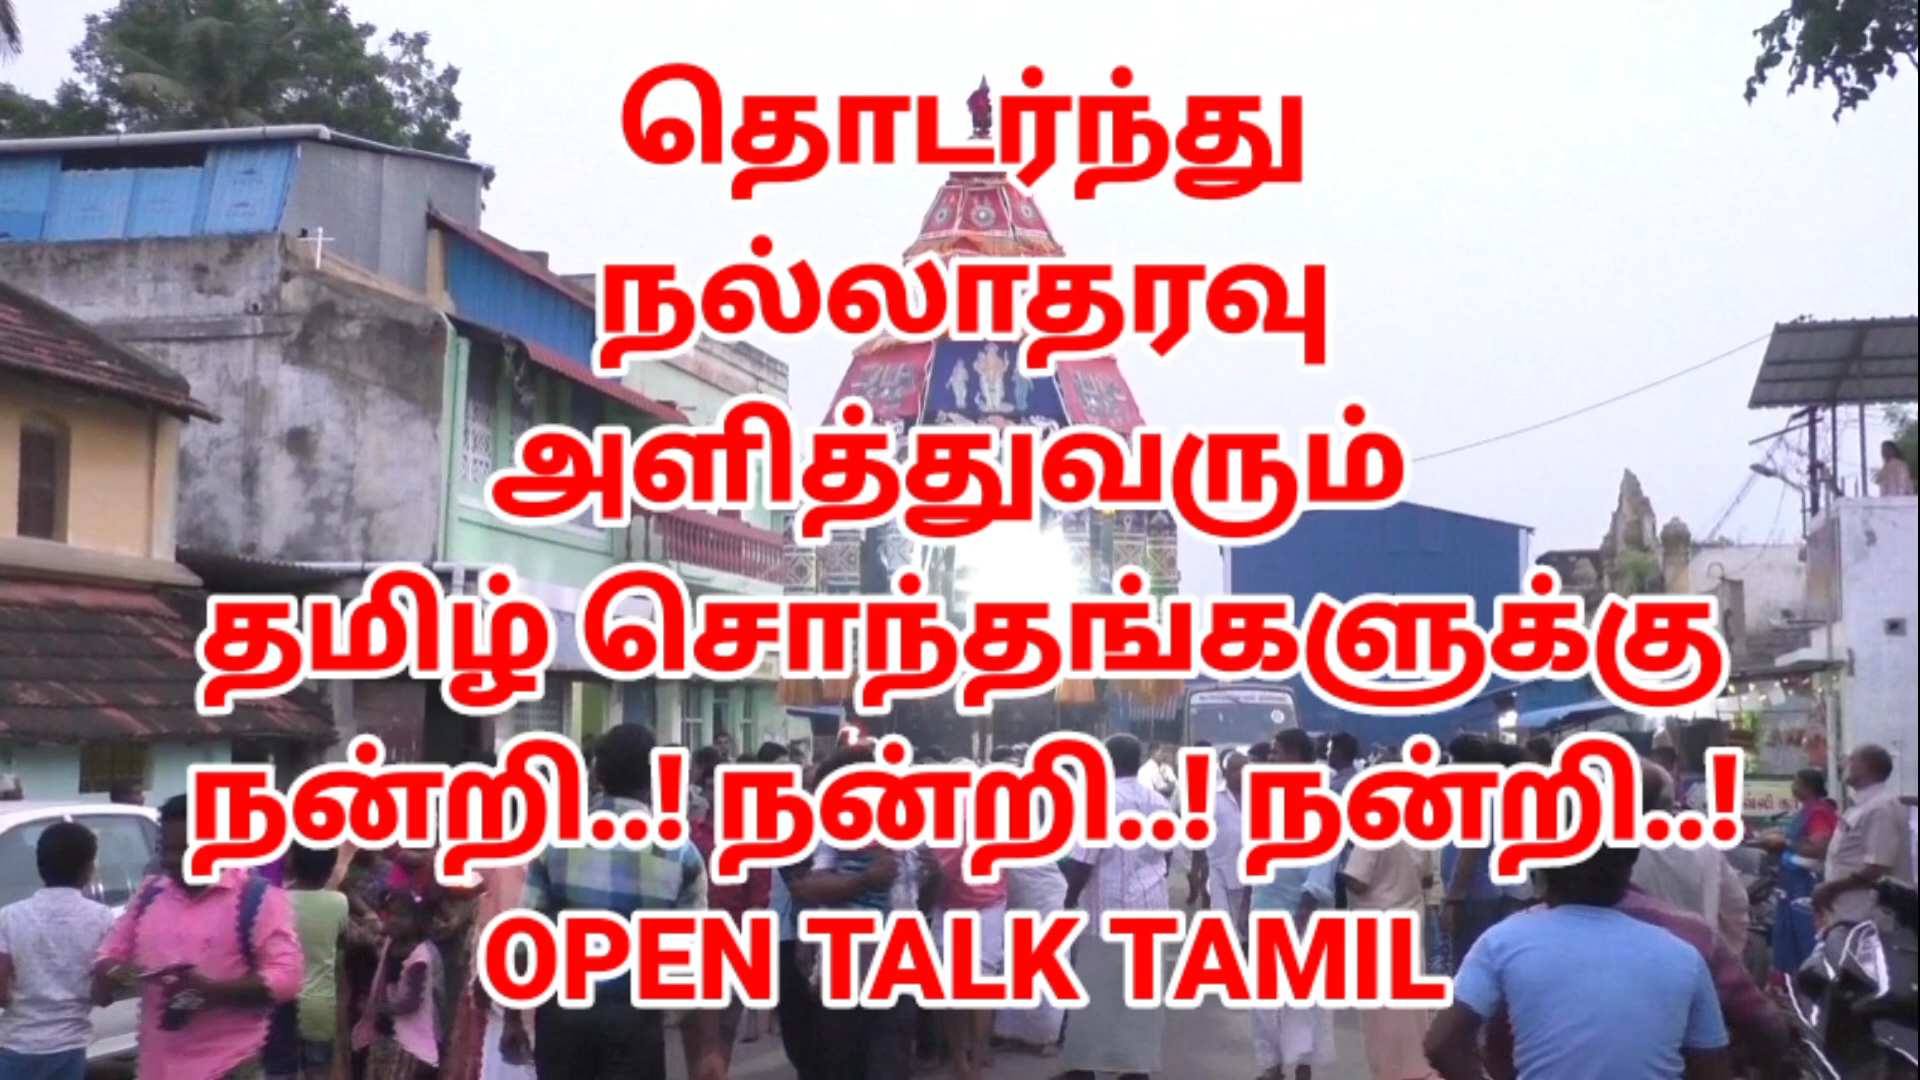 தொடர்ந்து
நல்லாதரவு
அளித்துவரும்
தமிழ் சொந்தங்களுக்கு
நன்றி..! நன்றி..! நன்றி..!
OPEN TALK TAMIL